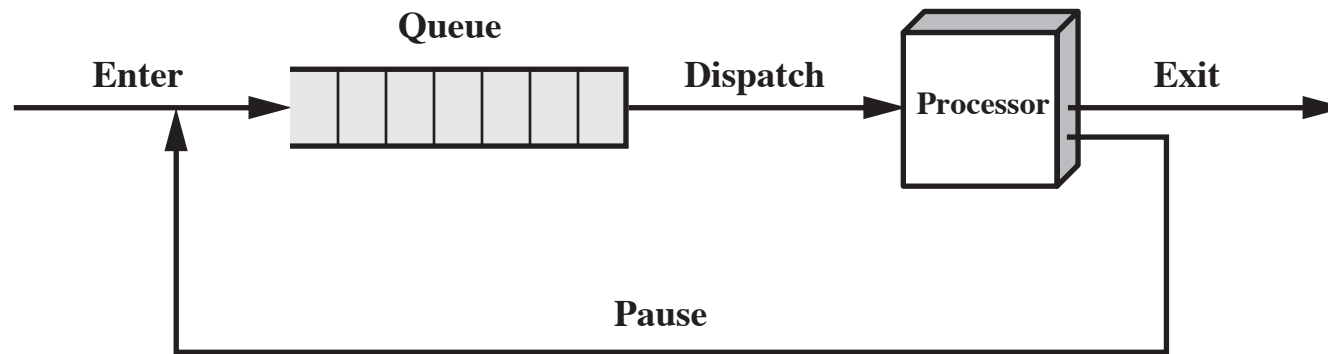 Queue
Enter
Dispatch
Processor
Exit
Pause